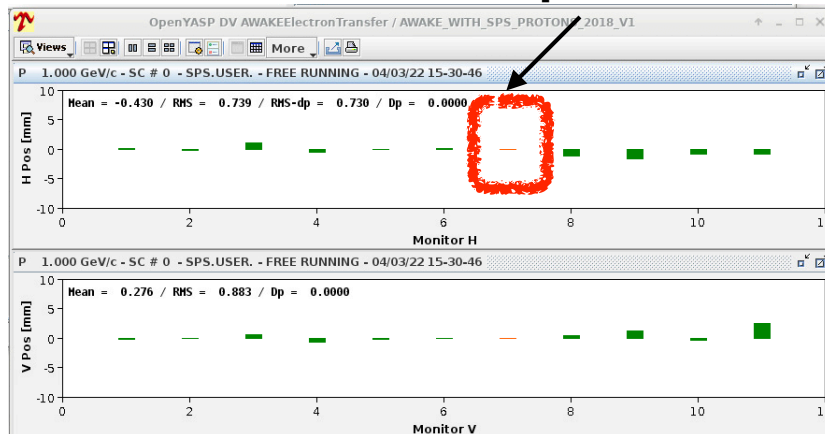 OpenYASP DV AWAKEElectronTransfer / AWAKE_WITH_SPS_PROTONS_2018_V1
Views More
P 1.000 GeV/c - SC # 0 - SPS.USER. - FREE RUNNING - 04/03/22 15-30-46
Mean = -0.430 / RMS = 0.739 / RMS-dp = 0.730 / Dp = 0.0000
H Pos [mm]
10
5
0
-5
-10
0 2 4 6 8 10 1
Monitor H
P 1.000 GeV/c - SC # 0 - SPS.USER. - FREE RUNNING - 04/03/22 15-30-46
Mean = 0.276 / RMS = 0.883 / Dp = 0.0000
V Pos [mm]
10
5
0
-5
-10
0 2 4 6 8 10 1
Monitor V